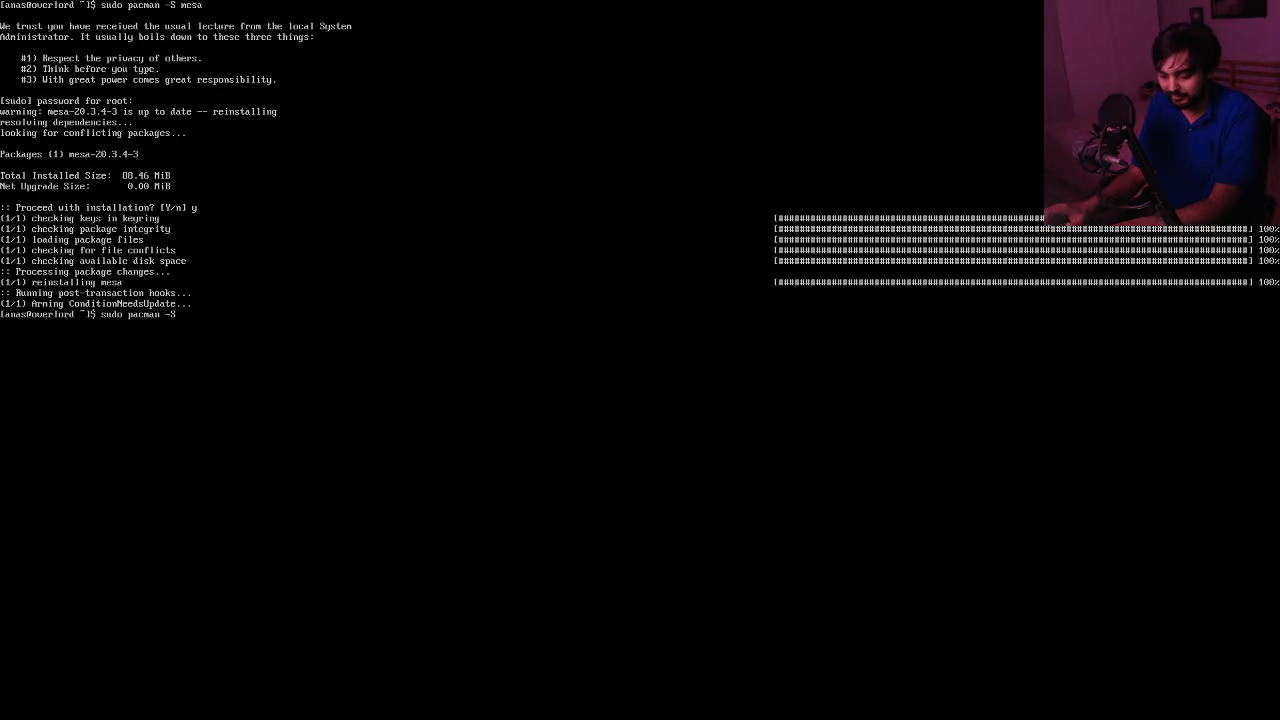 [anas@overlord ~]$ sudo pacman -S mesa
We trust you have received the usual lecture from the local System
Administrator. It usually boils down to these three things:
#1) Respect the privacy of others.
#2) Think before you type.
#3) With great power comes great responsibility.
[sudo] password for root:
warning: mesa-20.3.4-3 is up to date -- reinstalling
resolving dependencies...
looking for conflicting packages...
Packages (1) mesa-20.3.4-3
Total Installed Size:  88.46 MiB
Net Upgrade Size:       0.00 MiB
:: Proceed with installation? [Y/n] y
(1/1) checking keys in keyring [##################################################
(1/1) checking package integrity [##########################################################################################] 100%
(1/1) loading package files [##########################################################################################] 100%
(1/1) checking for file conflicts [##########################################################################################] 100%
(1/1) checking available disk space [##########################################################################################] 100%
:: Processing package changes...
(1/1) reinstalling mesa [##########################################################################################] 100%
:: Running post-transaction hooks...
(1/1) Arming ConditionNeedsUpdate...
[anas@overlord ~]$ sudo pacman -S